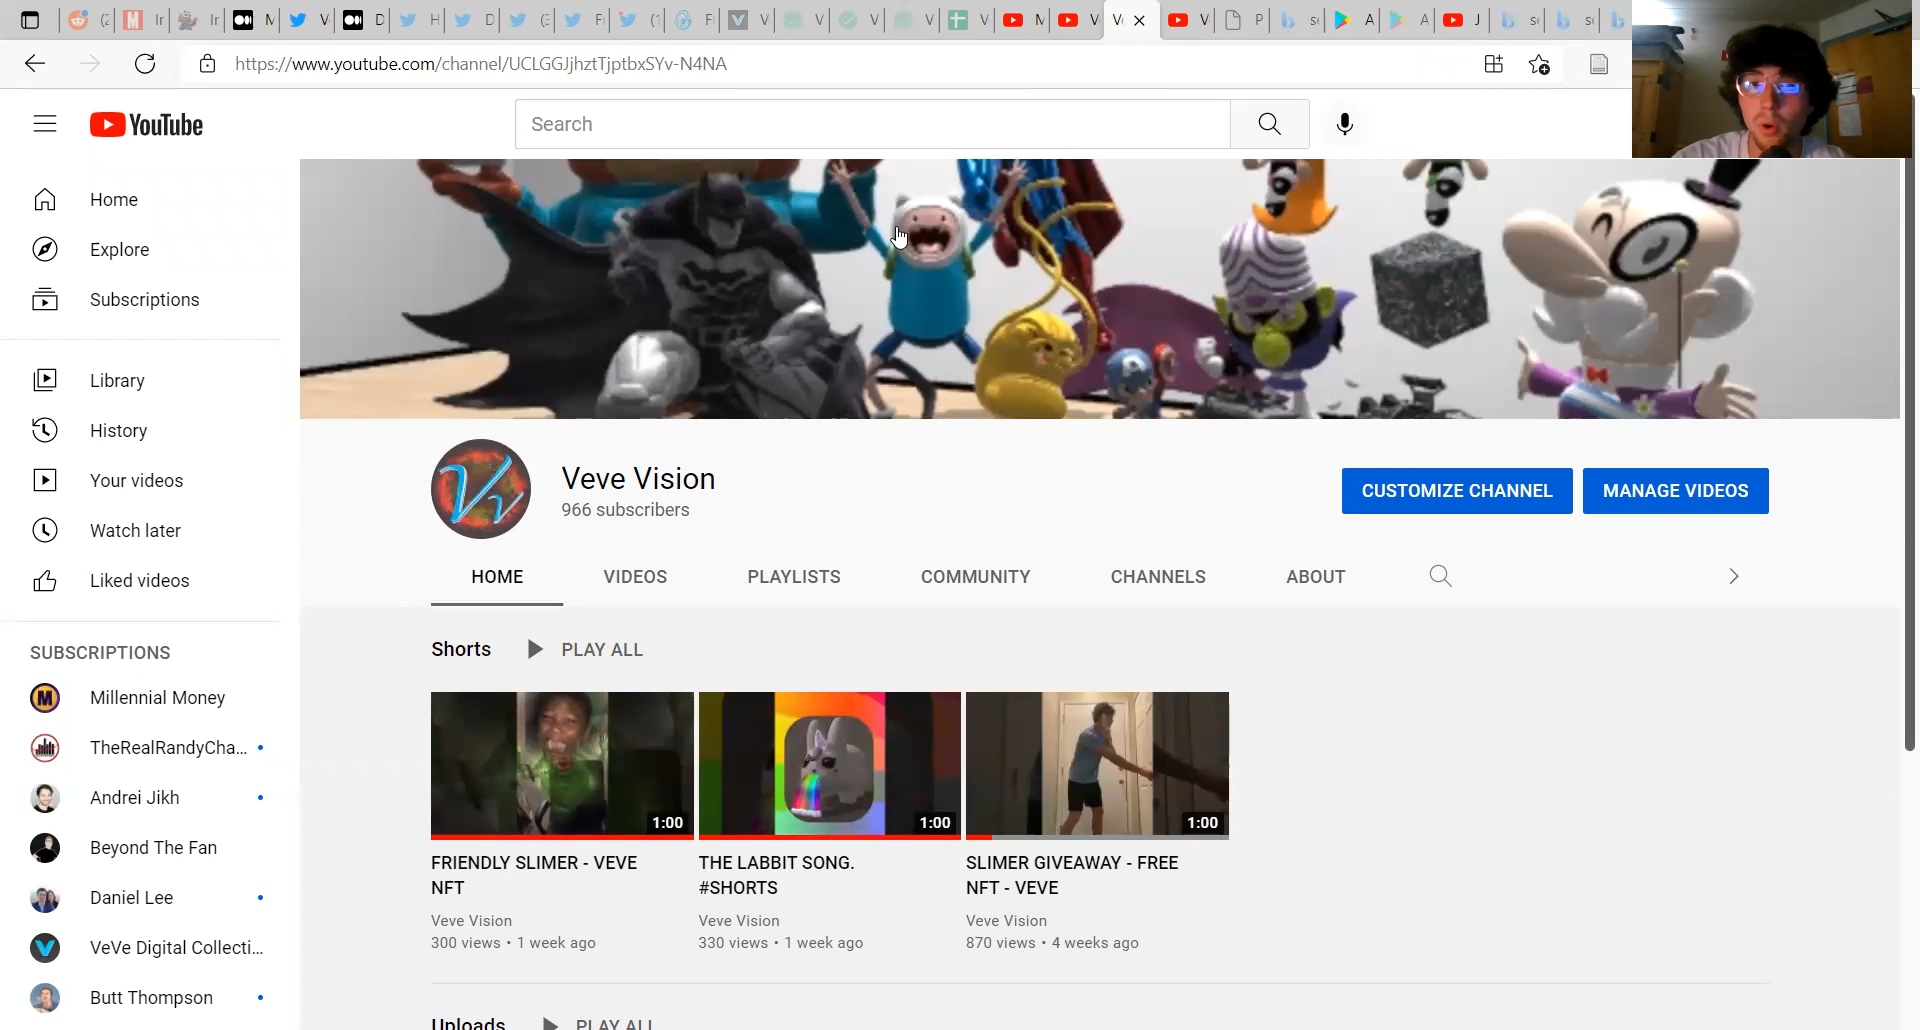 https://www.youtube.com/channel/UCLGGJjhztTjptbxSYv-N4NA
YouTube
Search
Home
Explore
Subscriptions
Library
History
Your videos
Watch later
Liked videos
SUBSCRIPTIONS
Millennial Money
TheRealRandyCha...
Andrei Jikh
Beyond The Fan
Daniel Lee
VeVe Digital Collecti...
Butt Thompson
Veve Vision
966 subscribers
CUSTOMIZE CHANNEL
MANAGE VIDEOS
HOME
VIDEOS
PLAYLISTS
COMMUNITY
CHANNELS
ABOUT
Shorts
PLAY ALL
1:00
1:00
1:00
FRIENDLY SLIMER - VEVE
NFT
Veve Vision
300 views • 1 week ago
THE LABBIT SONG.
#SHORTS
Veve Vision
330 views • 1 week ago
SLIMER GIVEAWAY - FREE
NFT - VEVE
Veve Vision
870 views • 4 weeks ago
Uploads
PLAY ALL